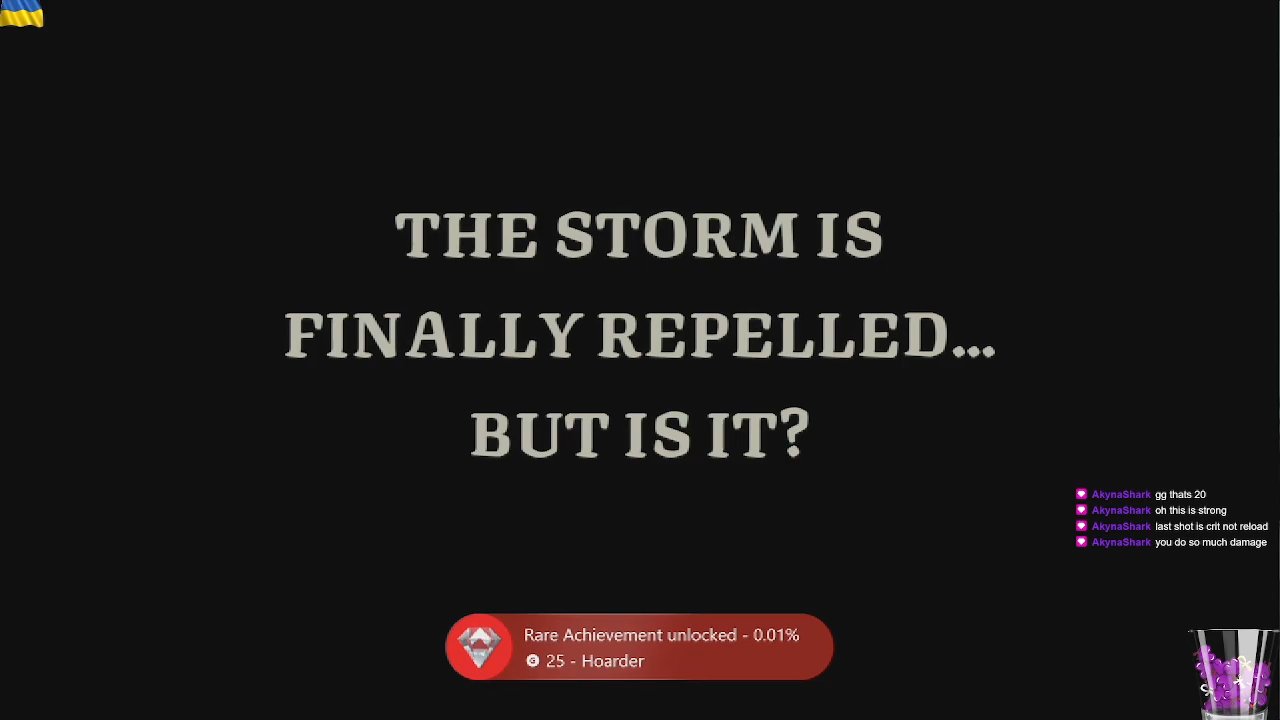 THE STORM IS
FINALLY REPELLED...
BUT IS IT?
AkynaShark gg thats 20
AkynaShark oh this is strong
AkynaShark last shot is crit not reload
AkynaShark you do so much damage
Rare Achievement unlocked - 0.01%
G 25 - Hoarder